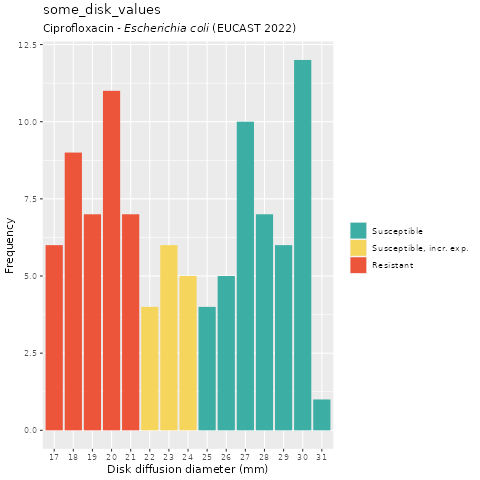 some_disk_values
Ciprofloxacin - Escherichia coli (EUCAST 2022)
12.5
10.0
7.5
5.0
2.5
0.0
Frequency
17 18 19 20 21 22 23 24 25 26 27 28 29 30 31
Disk diffusion diameter (mm)
Susceptible
Susceptible, incr. exp.
Resistant